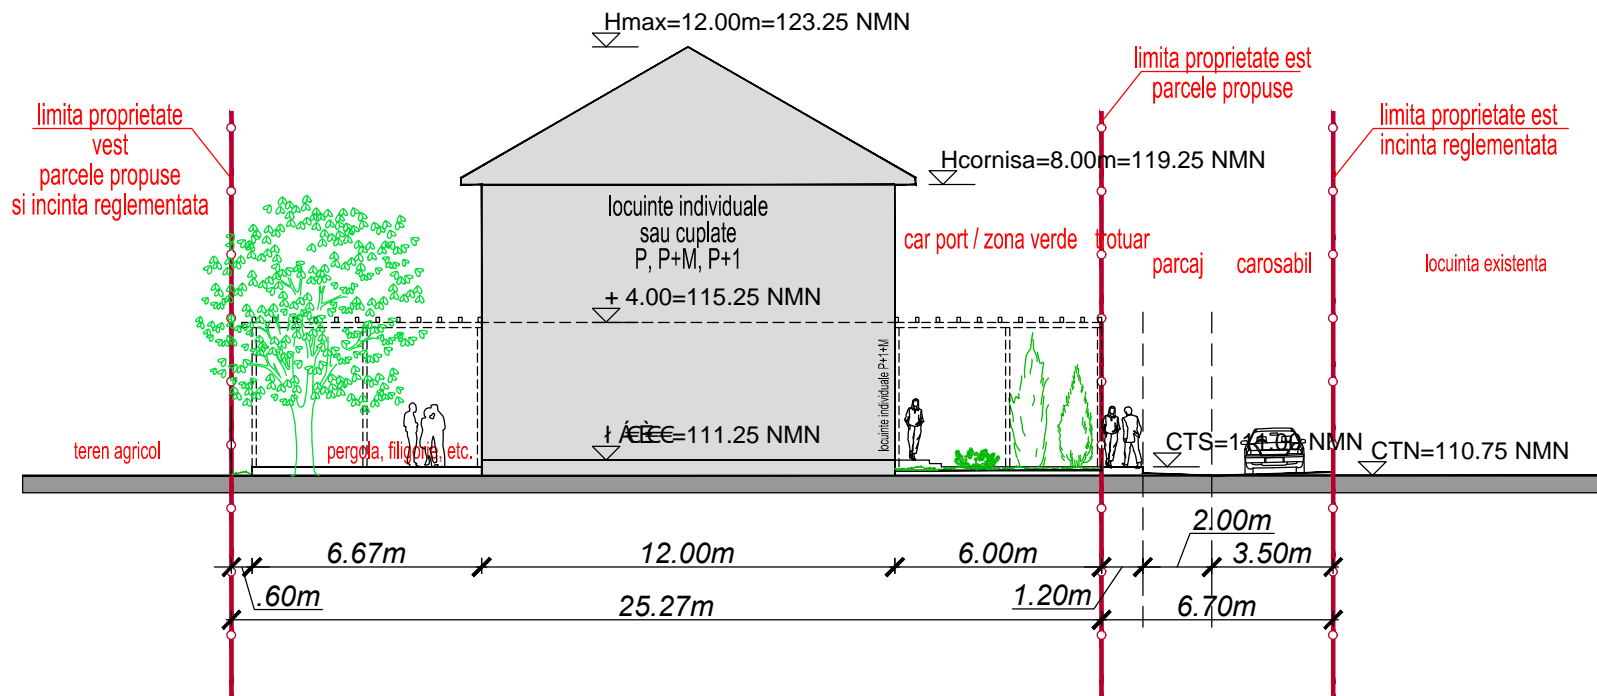 Hmax=12.00m=123.25 NMN
limita proprietate est
parcele propuse
limita proprietate
vest
parcele propuse
si incinta reglementata
limita proprietate est
incinta reglementata
Hcornisa=8.00m=119.25 NMN
locuinte individuale
sau cuplate
P, P+M, P+1
car port / zona verde
trotuar
parcaj
carosabil
locuinta existenta
+ 4.00=115.25 NMN
locuinte individuale P+1+M
=111.25 NMN
teren agricol
pergola, filigorie, etc.
CTS= NMN
CTN=110.75 NMN
2.00m
6.67m
12.00m
6.00m
3.50m
.60m
1.20m
25.27m
6.70m